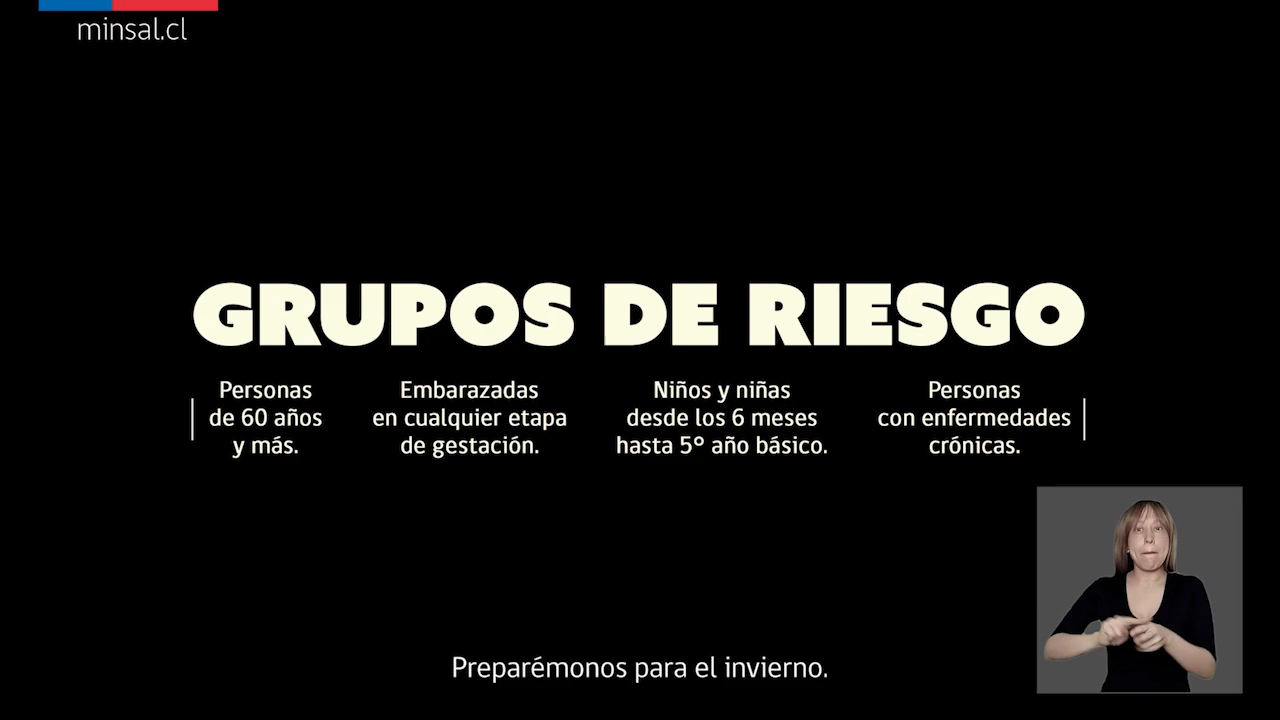 minsal.cl
GRUPOS DE RIESGO
Personas
de 60 años
y más.
Embarazadas
en cualquier etapa
de gestación.
Niños y niñas
desde los 6 meses
hasta 5° año básico.
Personas
con enfermedades
crónicas.
Preparémonos para el invierno.